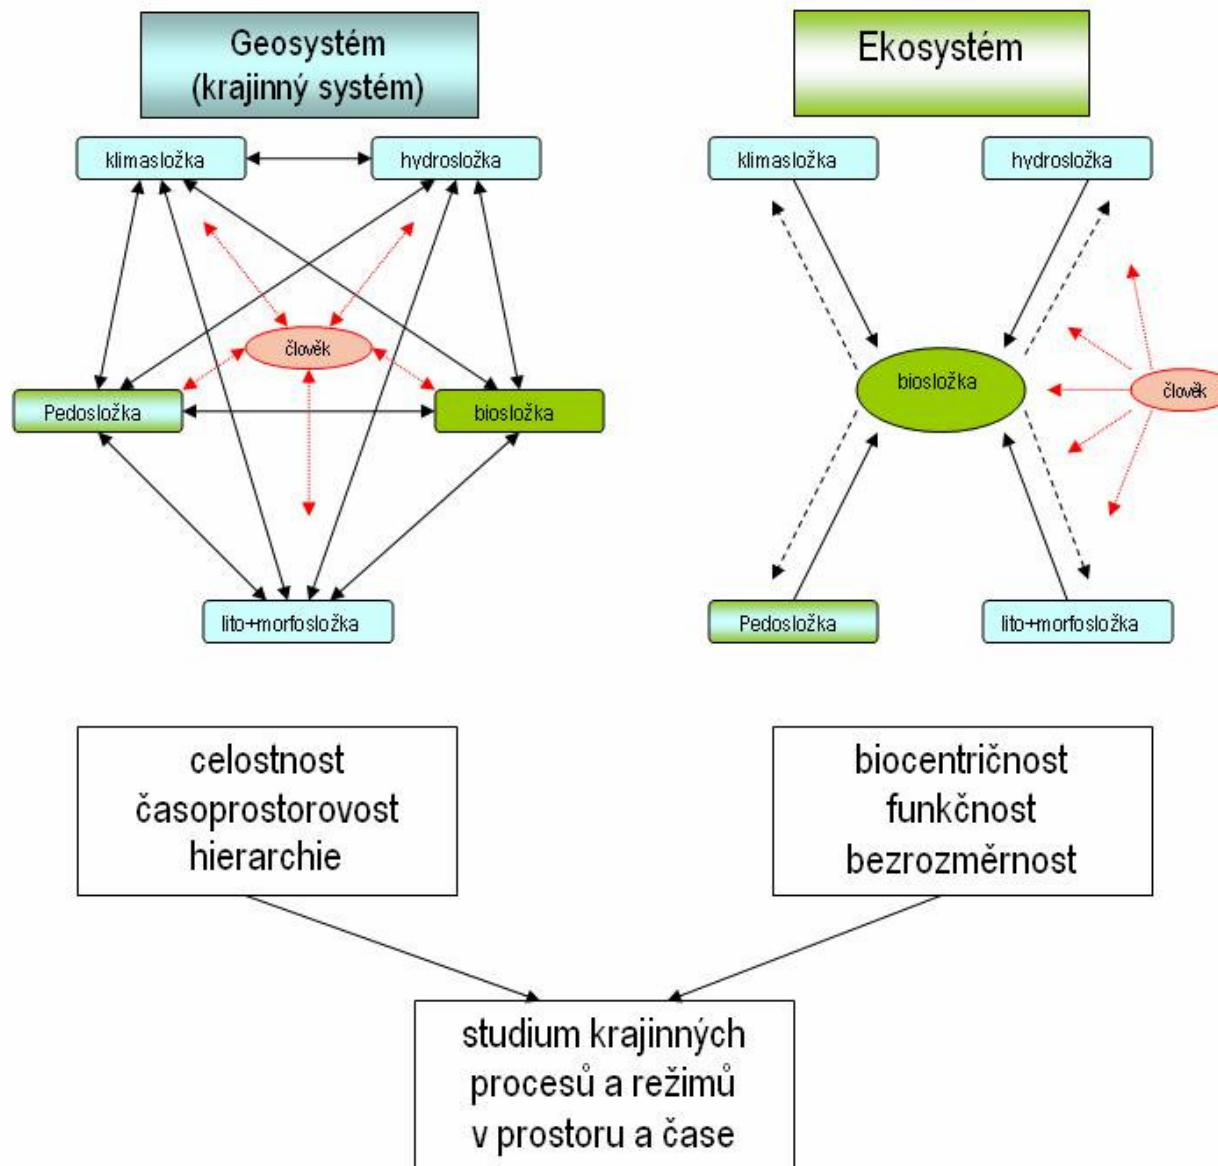 Geosystém
(krajinný systém)
klimasložka
hydrosložka
člověk
Pedosložka
biosložka
lito+morfosložka
Ekosystém
klimasložka
hydrosložka
biosložka
člověk
Pedosložka
lito+morfosložka
celostnost
časoprostorovost
hierarchie
biocentričnost
funkčnost
bezrozměrnost
studium krajinných
procesů a režimů
v prostoru a čase